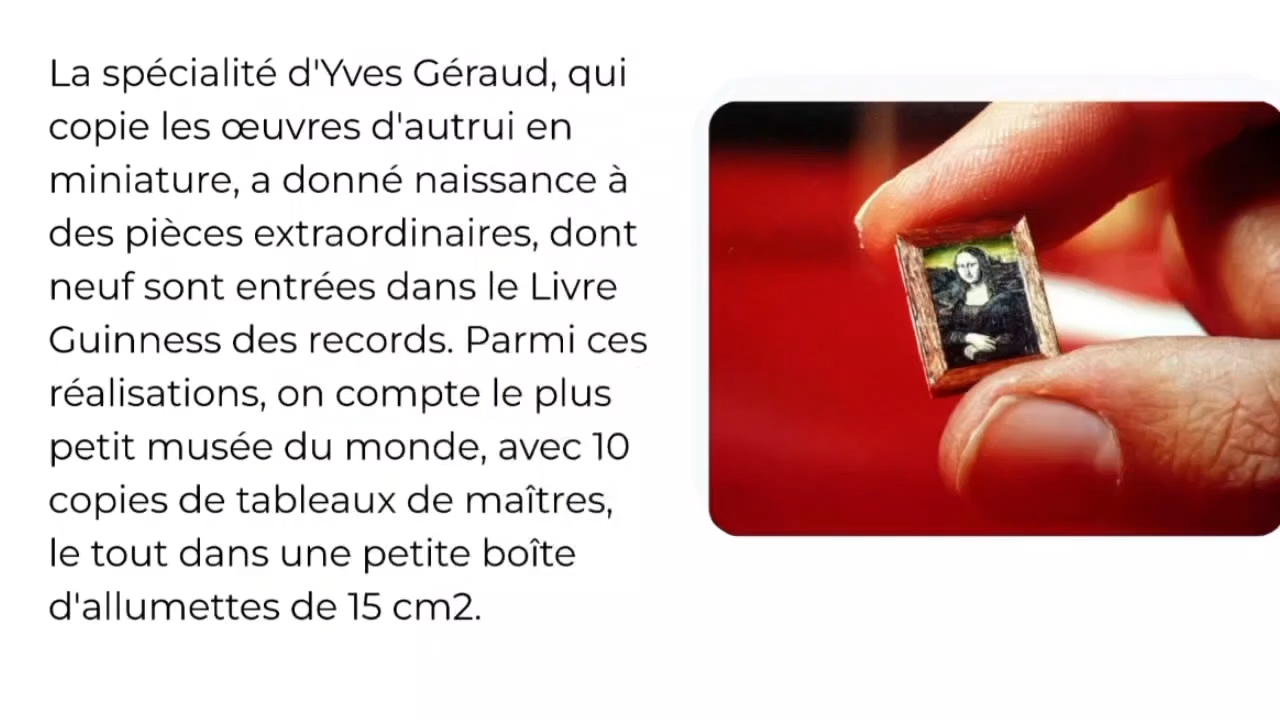 La spécialité d'Yves Géraud, qui
copie les œuvres d'autrui en
miniature, a donné naissance à
des pièces extraordinaires, dont
neuf sont entrées dans le Livre
Guinness des records. Parmi ces
réalisations, on compte le plus
petit musée du monde, avec 10
copies de tableaux de maîtres,
le tout dans une petite boîte
d'allumettes de 15 cm2.